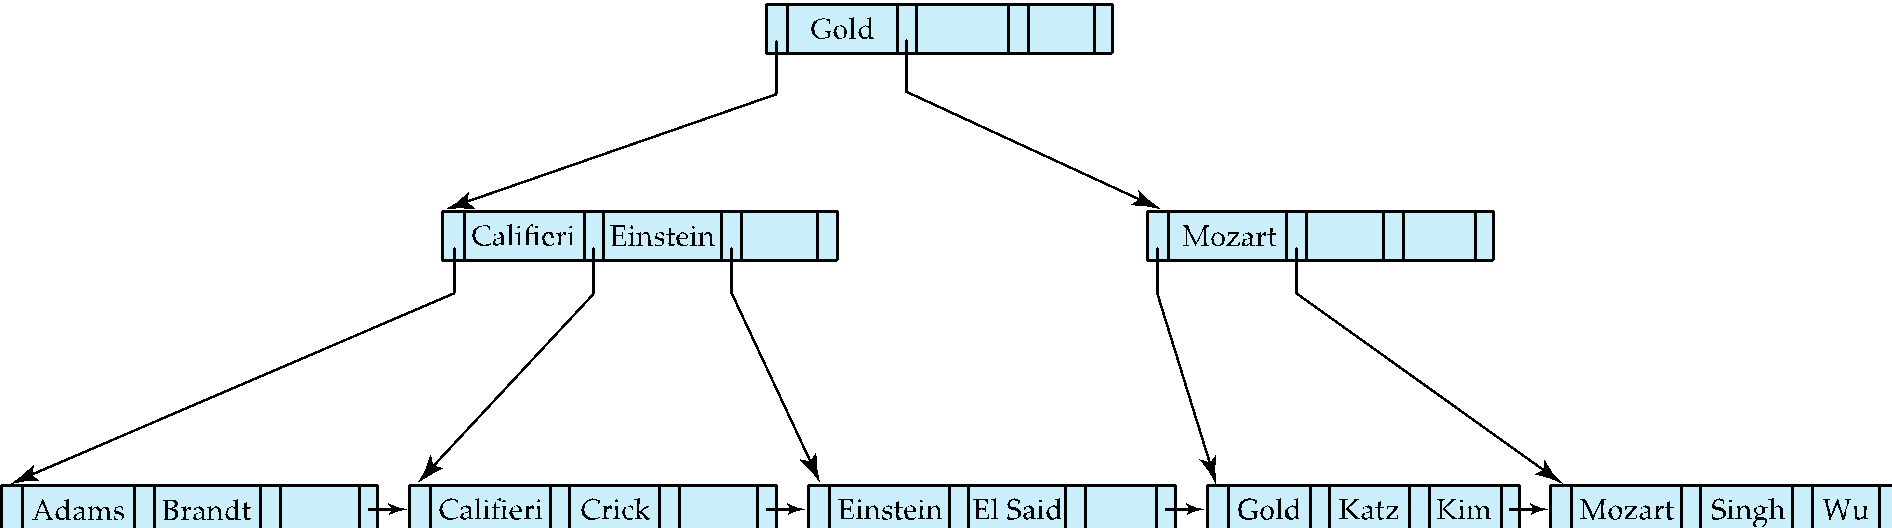 Gold
Califieri Einstein
Mozart
Adams Brandt
Califieri Crick
Einstein El Said
Gold Katz Kim
Mozart Singh Wu